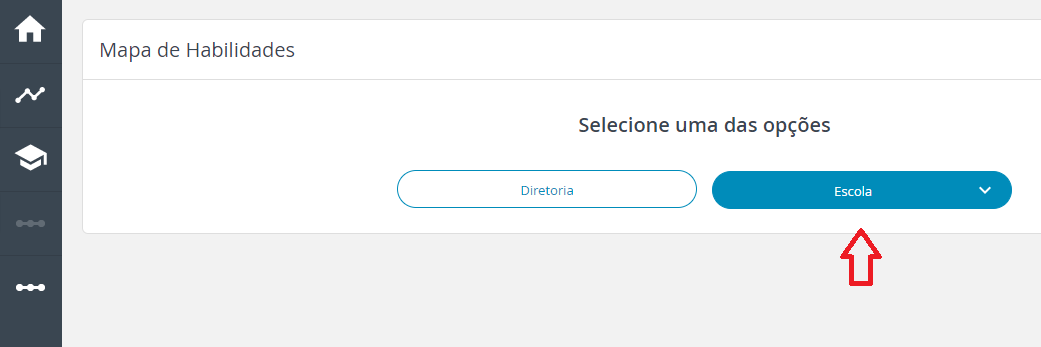 Mapa de Habilidades
Selecione uma das opções
Diretoria
Escola